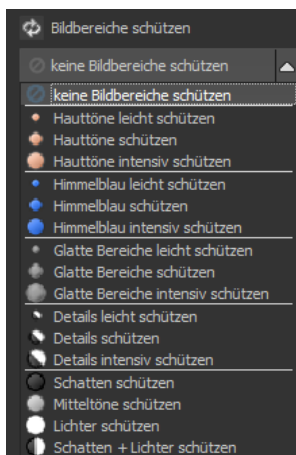 Bildbereiche schützen
keine Bildbereiche schützen
keine Bildbereiche schützen
Hauttöne leicht schützen
Hauttöne schützen
Hauttöne intensiv schützen
Himmelblau leicht schützen
Himmelblau schützen
Himmelblau intensiv schützen
Glatte Bereiche leicht schützen
Glatte Bereiche schützen
Glatte Bereiche intensiv schützen
Details leicht schützen
Details schützen
Details intensiv schützen
Schatten schützen
Mitteltöne schützen
Lichter schützen
Schatten + Lichter schützen